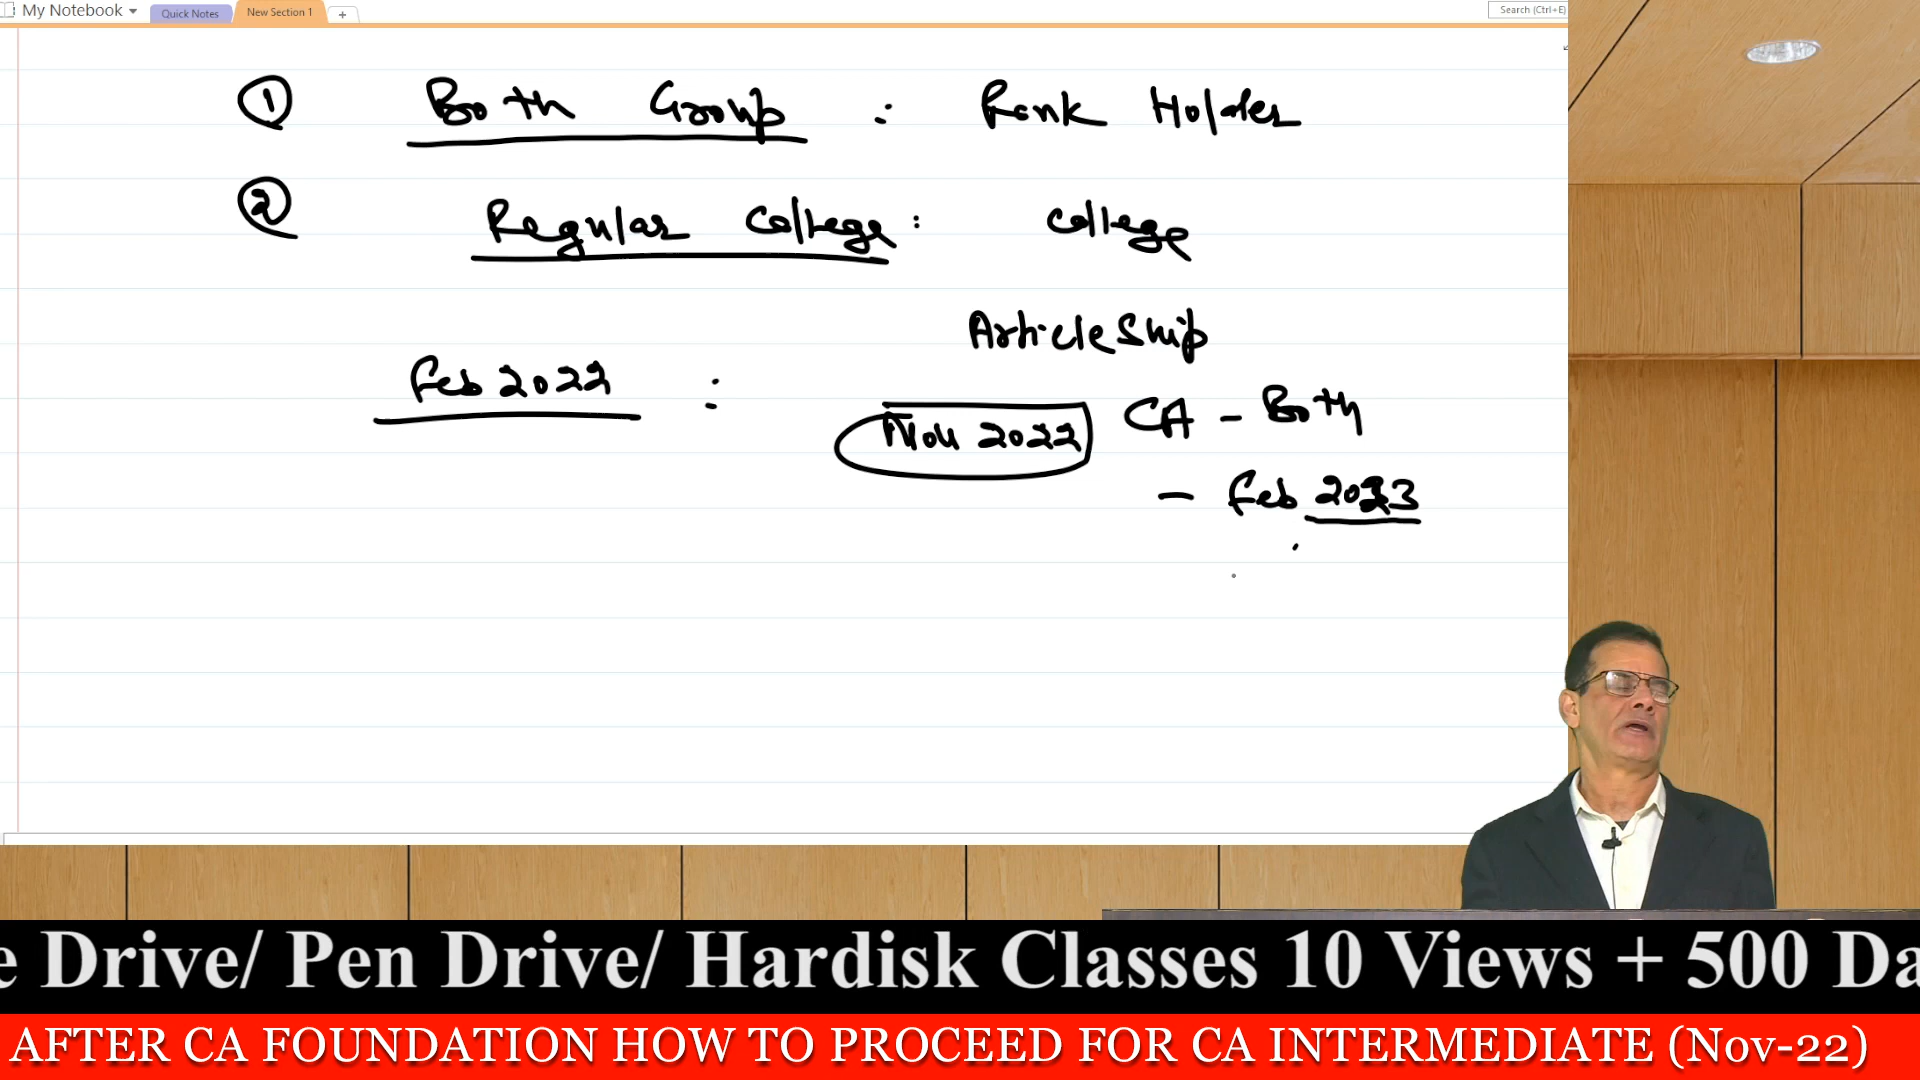 My Notebook Quick Notes New Section 1 + Search (Ctrl+E)
1 Both Group : Rank Holder
2 Regular College : College
Articleship
Feb 2022 :
Nov 2022 CA - Both
- Feb 2023
e Drive/ Pen Drive/ Hardisk Classes 10 Views + 500 Da
AFTER CA FOUNDATION HOW TO PROCEED FOR CA INTERMEDIATE (Nov-22)